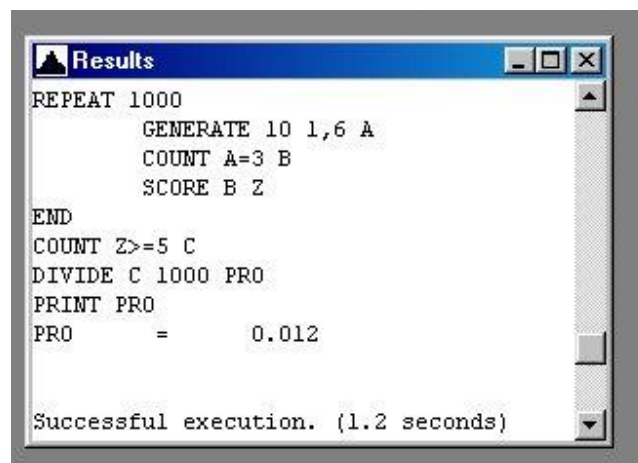 Results
REPEAT 1000
GENERATE 10 1,6 A
COUNT A=3 B
SCORE B Z
END
COUNT Z>=5 C
DIVIDE C 1000 PRO
PRINT PRO
PRO = 0.012
Successful execution. (1.2 seconds)